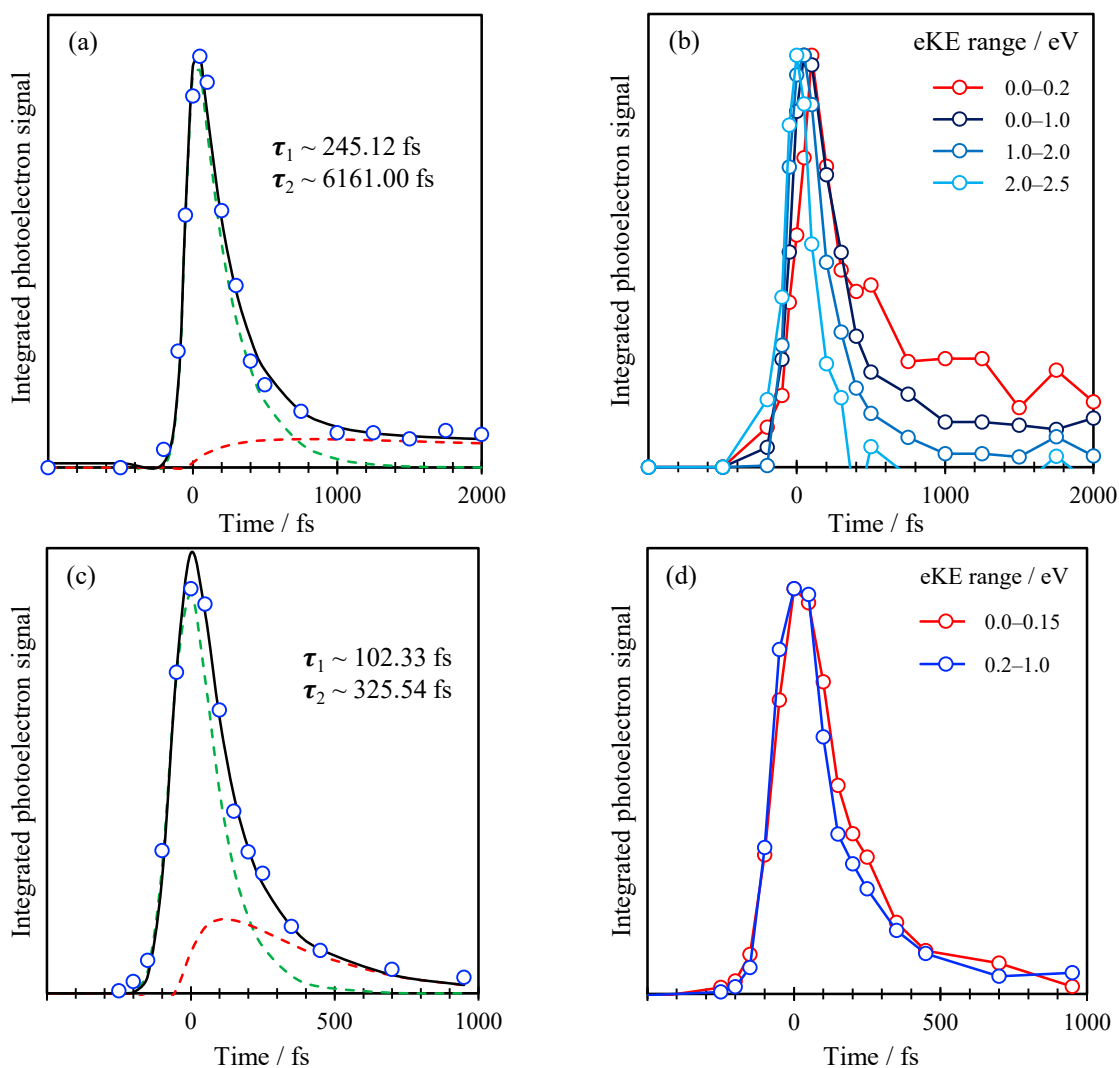 (a)
Integrated photoelectron signal
τ1 ~ 245.12 fs
τ2 ~ 6161.00 fs
0 1000 2000
Time / fs
(b)
Integrated photoelectron signal
eKE range / eV
0.0–0.2
0.0–1.0
1.0–2.0
2.0–2.5
0 1000 2000
Time / fs
(c)
Integrated photoelectron signal
τ1 ~ 102.33 fs
τ2 ~ 325.54 fs
0 500 1000
Time / fs
(d)
Integrated photoelectron signal
eKE range / eV
0.0–0.15
0.2–1.0
0 500 1000
Time / fs